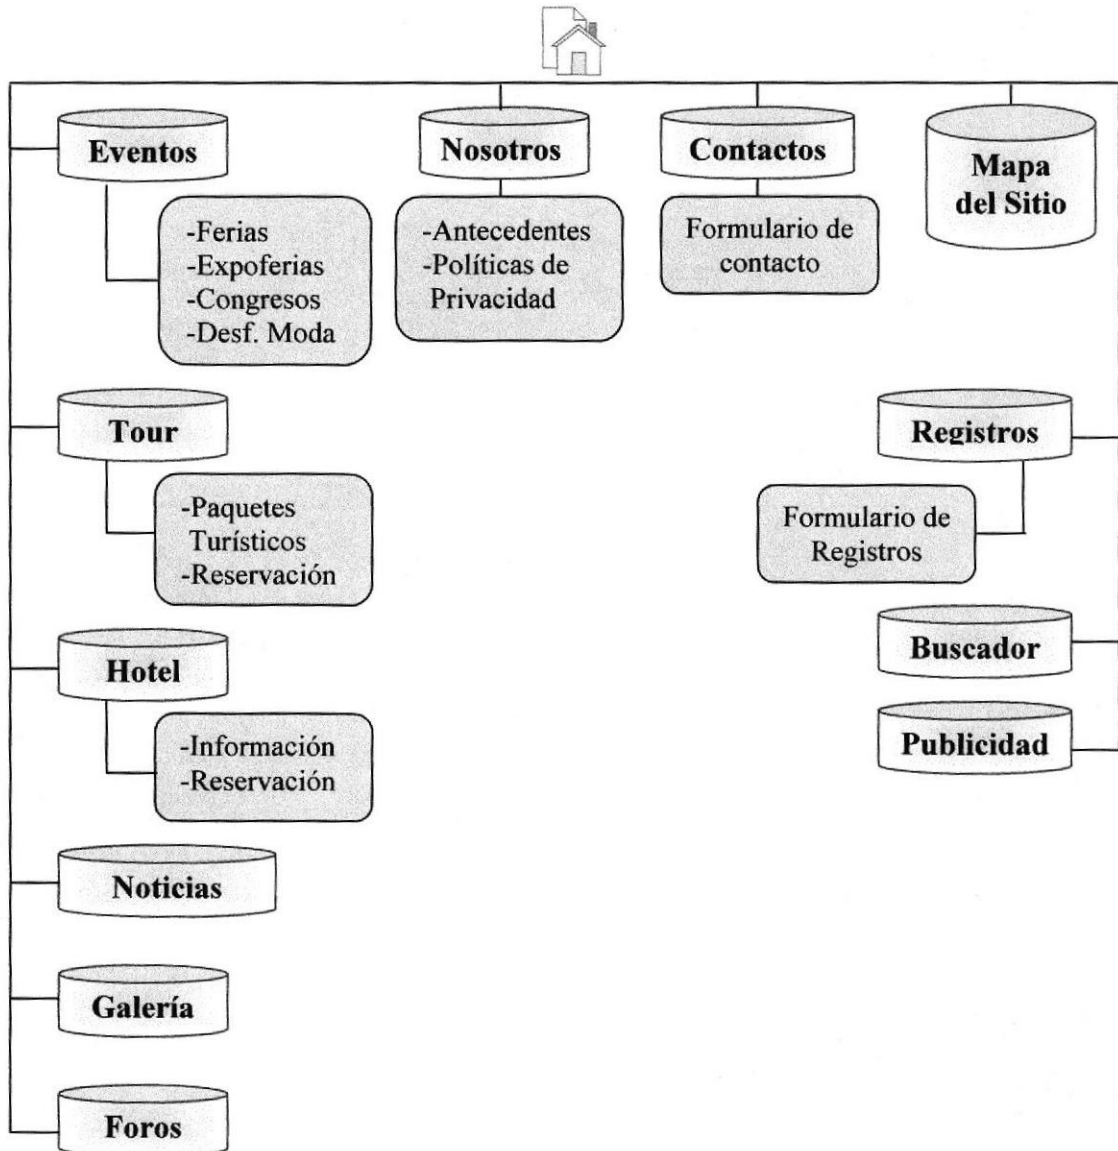 Eventos
-Ferias
-Expoferias
-Congresos
-Desf. Moda
Nosotros
-Antecedentes
-Políticas de
Privacidad
Contactos
Formulario de
contacto
Mapa
del Sitio
Tour
-Paquetes
Turísticos
-Reservación
Hotel
-Información
-Reservación
Noticias
Galería
Foros
Registros
Formulario de
Registros
Buscador
Publicidad